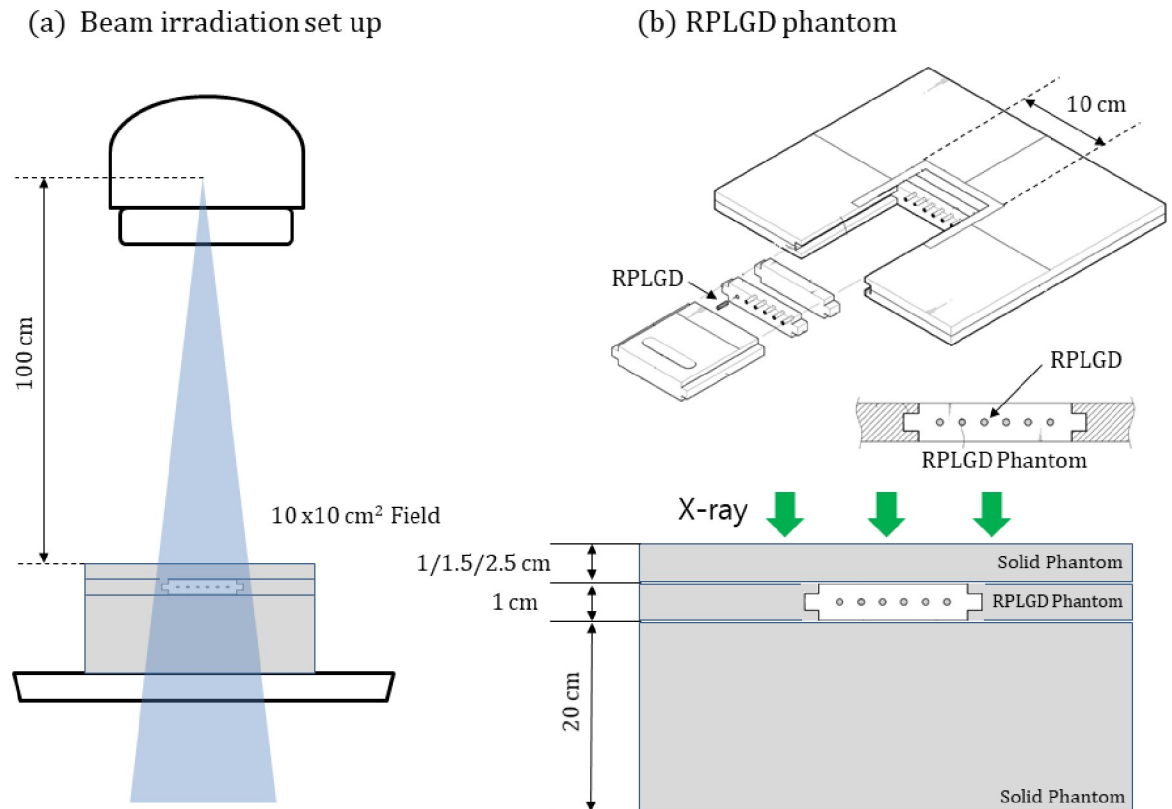 (a) Beam irradiation set up
100 cm
10 x10 cm² Field
(b) RPLGD phantom
10 cm
RPLGD
RPLGD
RPLGD Phantom
X-ray
1/1.5/2.5 cm
Solid Phantom
1 cm
RPLGD Phantom
20 cm
Solid Phantom